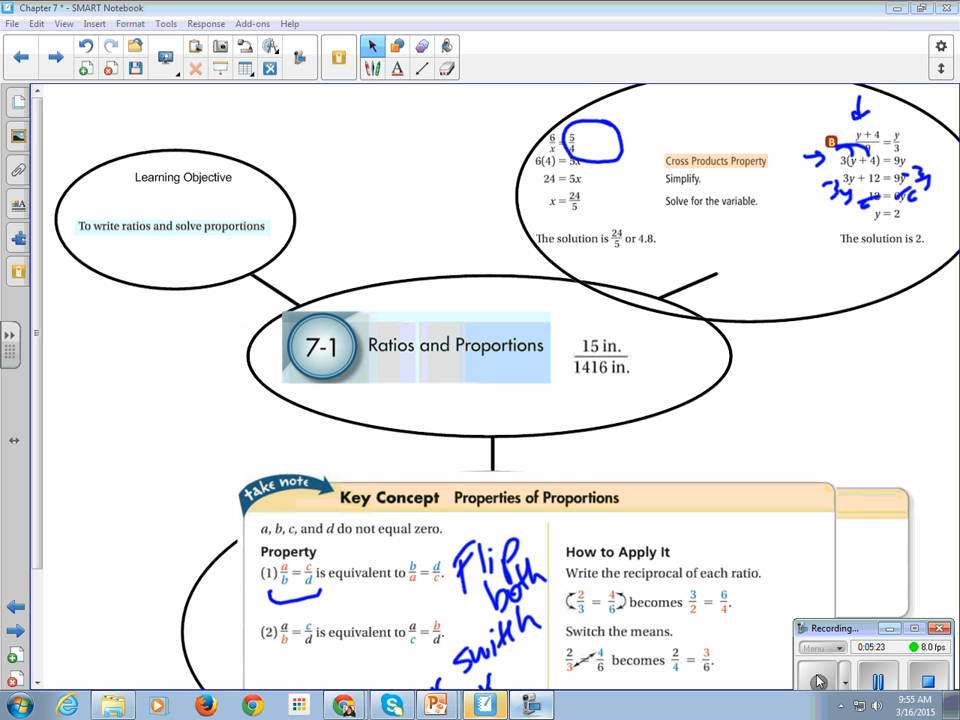 Chapter 7 * - SMART Notebook
File Edit View Insert Format Tools Response Add-ons Help
Learning Objective
To write ratios and solve proportions
6/x = 5/4
6(4) = 5x
24 = 5x
x = 24/5
The solution is 24/5 or 4.8.
Cross Products Property
Simplify.
Solve for the variable.
B
y + 4 = y/3
3(y + 4) = 9y
3y + 12 = 9y
-3y -3y
12 = 6y
y = 2
The solution is 2.
7-1 Ratios and Proportions
15 in.
1416 in.
take note
Key Concept Properties of Proportions
a, b, c, and d do not equal zero.
Property
(1) a/b = c/d is equivalent to b/a = d/c.
(2) a/b = c/d is equivalent to a/c = b/d.
Flip
both
switch
How to Apply It
Write the reciprocal of each ratio.
2/3 = 4/6 becomes 3/2 = 6/4.
Switch the means.
2/3 = 4/6 becomes 2/4 = 3/6.
Recording...
Menu
0:05:23 8.0 fps
9:55 AM
3/16/2015